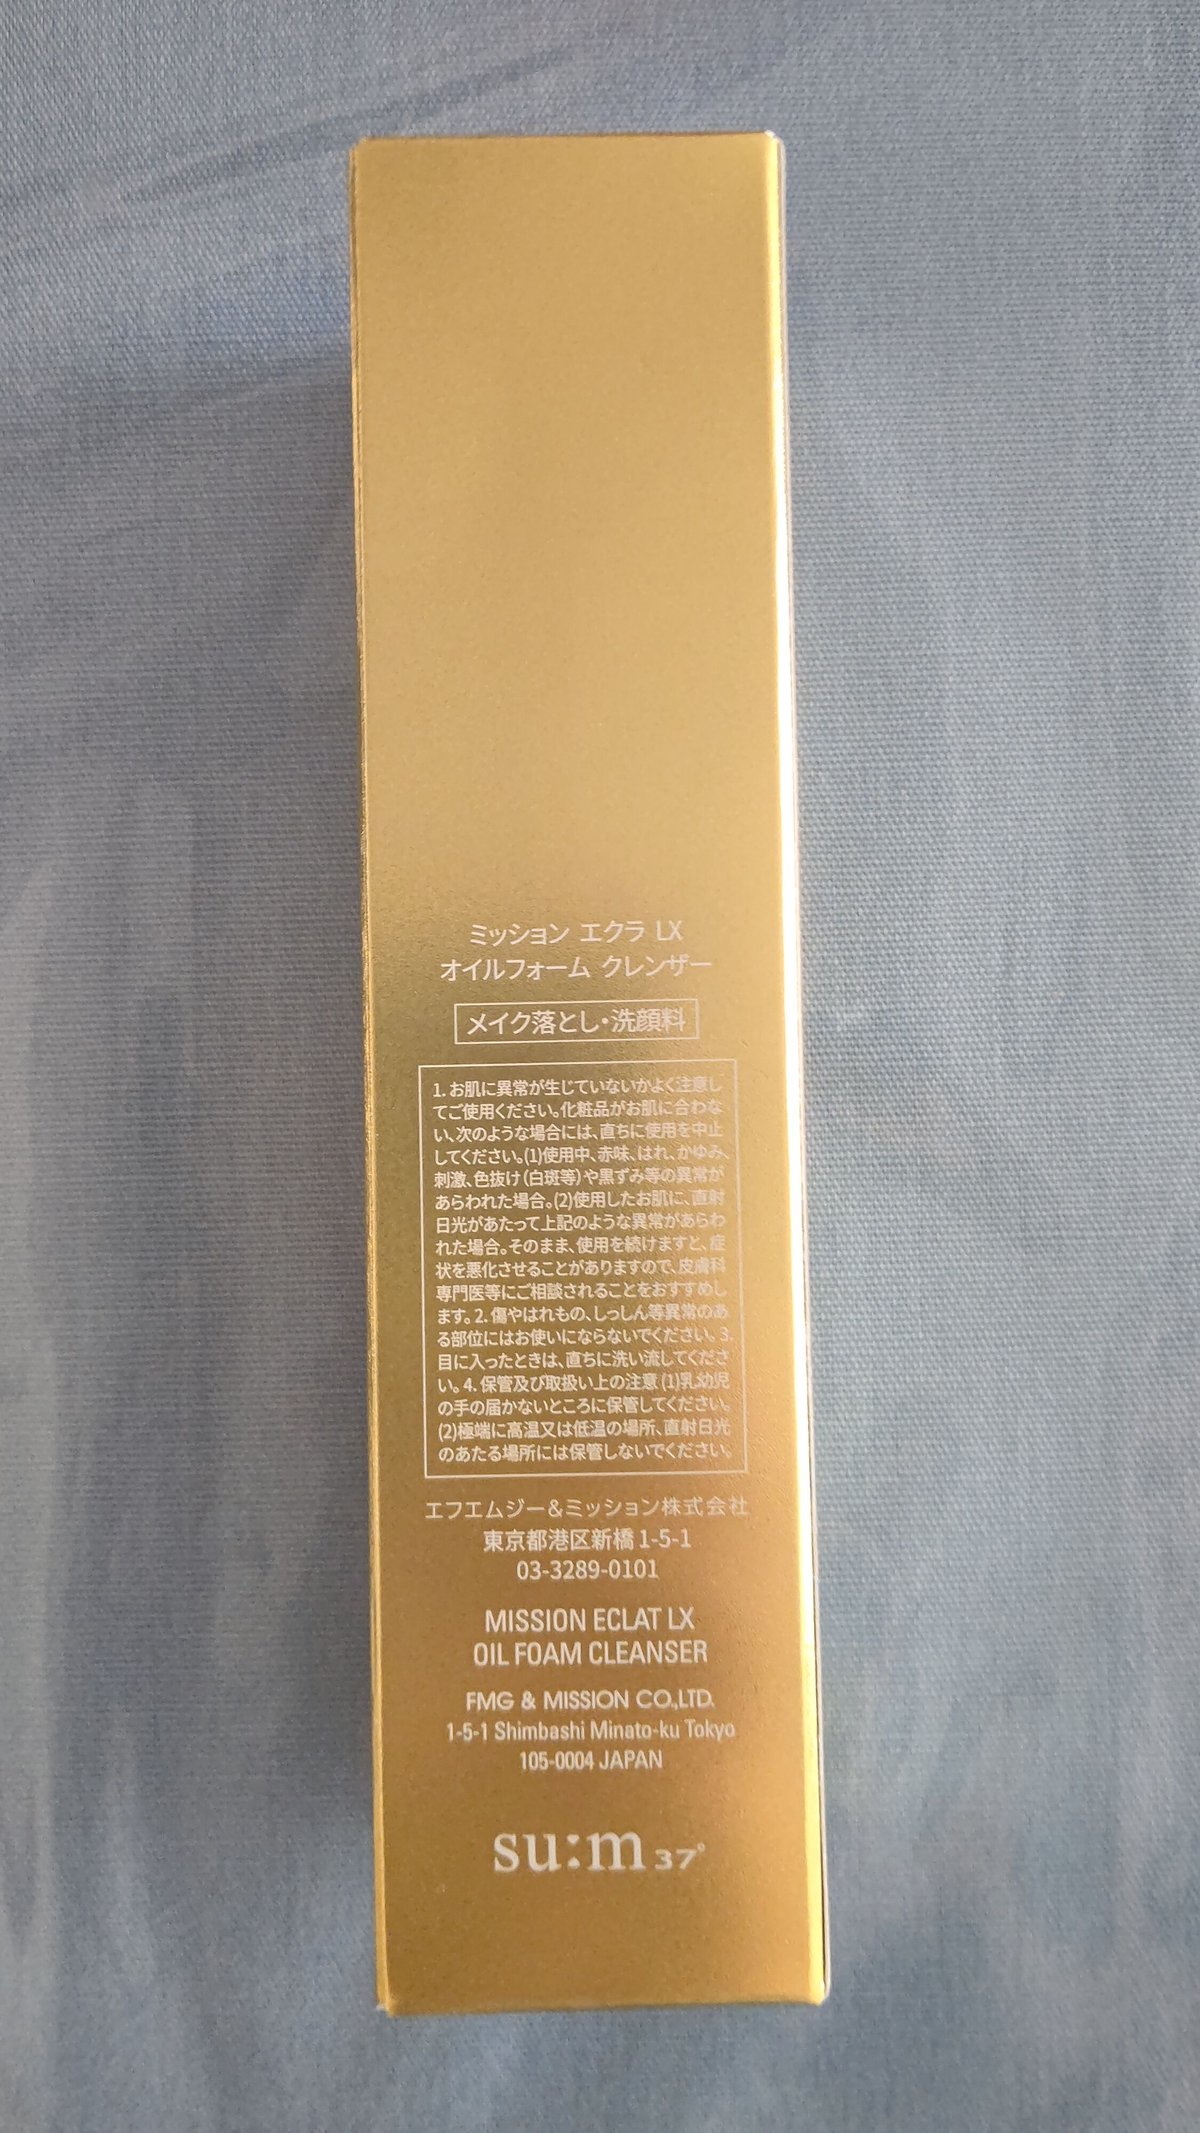 ミッション エクラ LX
オイルフォーム クレンザー
メイク落とし・洗顔料
1. お肌に異常が生じていないかよく注意し
てご使用ください。化粧品がお肌に合わな
い、次のような場合には、直ちに使用を中止
してください。(1)使用中、赤味、はれ、かゆみ、
刺激、色抜け(白斑等)や黒ずみ等の異常が
あらわれた場合。(2)使用したお肌に、直射
日光があたって上記のような異常があらわ
れた場合。そのまま、使用を続けますと、症
状を悪化させることがありますので、皮膚科
専門医等にご相談されることをおすすめし
ます。2. 傷やはれもの、しっしん等異常のあ
る部位にはお使いにならないでください。3.
目に入ったときは、直ちに洗い流してくださ
い。4. 保管及び取扱い上の注意 (1)乳幼児
の手の届かないところに保管してください。
(2)極端に高温又は低温の場所、直射日光
のあたる場所には保管しないでください。
エフエムジー&ミッション株式会社
東京都港区新橋 1-5-1
03-3289-0101
MISSION ECLAT LX
OIL FOAM CLEANSER
FMG & MISSION CO.,LTD.
1-5-1 Shimbashi Minato-ku Tokyo
105-0004 JAPAN
su:m 37°